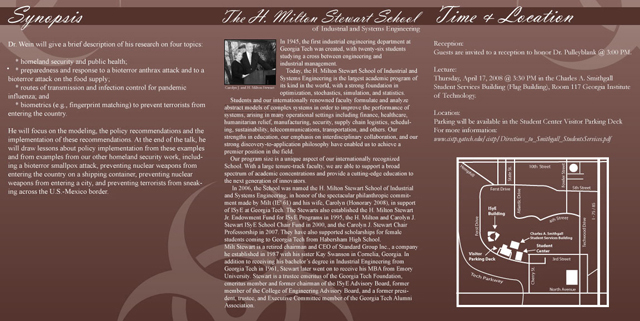 Synopsis
Dr. Wein will give a brief description of his research on four topics:
* homeland security and public health;
* preparedness and response to a bioterror anthrax attack and to a
bioterror attack on the food supply;
* routes of transmission and infection control for pandemic
influenza; and
* biometrics (e.g., fingerprint matching) to prevent terrorists from
entering the country.
He will focus on the modeling, the policy recommendations and the
implementation of these recommendations. At the end of the talk, he
will draw lessons about policy implementation from these examples
and from examples from our other homeland security work, includ-
ing a bioterror smallpox attack, preventing nuclear weapons from
entering the country on a shipping container, preventing nuclear
weapons from entering a city, and preventing terrorists from sneak-
ing across the U.S.-Mexico border.
The H. Milton Stewart School
of Industrial and Systems Engineering
In 1945, the first industrial engineering department at
Georgia Tech was created, with twenty-six students
studying a cross between engineering and
industrial management.
Today, the H. Milton Stewart School of Industrial and
Systems Engineering is the largest academic program of
its kind in the world, with a strong foundation in
optimization, stochastics, simulation, and statistics.
Carolyn J. and H. Milton Stewart
Students and our internationally renowned faculty formulate and analyze
abstract models of complex systems in order to improve the performance of
systems, arising in many operational settings including finance, healthcare,
humanitarian relief, manufacturing, security, supply chain logistics, schedul-
ing, sustainability, telecommunications, transportation, and others. Our
strengths in education, our emphasis on interdisciplinary collaboration, and our
strong discovery-to-application philosophy have enabled us to achieve a
premier position in the field.
Our program size is a unique aspect of our internationally recognized
School. With a large tenure-track faculty, we are able to support a broad
spectrum of academic concentrations and provide a cutting-edge education to
the next generation of innovators.
In 2006, the School was named the H. Milton Stewart School of Industrial
and Systems Engineering, in honor of the spectacular philanthropic commit-
ment made by Milt (IE' 61) and his wife, Carolyn (Honorary 2008), in support
of ISyE at Georgia Tech. The Stewarts also established the H. Milton Stewart
Jr. Endowment Fund for ISyE Programs in 1995, the H. Milton and Carolyn J.
Stewart ISyE School Chair Fund in 2000, and the Carolyn J. Stewart Chair
Professorship in 2007. They have also supported scholarships for female
students coming to Georgia Tech from Habersham High School.
Milt Stewart is a retired chairman and CEO of Standard Group Inc., a company
he established in 1987 with his sister Kay Swanson in Cornelia, Georgia. In
addition to receiving his bachelor's degree in Industrial Engineering from
Georgia Tech in 1961, Stewart later went on to receive his MBA from Emory
University. Stewart is a trustee emeritus of the Georgia Tech Foundation,
emeritus member and former chairman of the ISyE Advisory Board, and former
member of the College of Engineering Advisory Board, and a former presi-
dent, trustee, and Executive Committee member of the Georgia Tech Alumni
Association.
Time & Location
Reception:
Guests are invited to a reception to honor Dr. Pulleyblank @ 3:00 PM.
Lecture:
Thursday, April 17, 2008 @ 3:30 PM in the Charles A. Smithgall
Student Services Building (Flag Building), Room 117 Georgia Institute
of Technology.
Location:
Parking will be available in the Student Center Visitor Parking Deck
For more information:
www.catp.gatech.edu/catp/Directions_to_Smithgall_StudentServices.pdf
10th Street
5th Street
Ferst Drive
Ferst Drive
Atlantic Drive
Fowler Street
ISyE
Building
4th Street
Charles A. Smithgall
Student Services Building
Student
Center
Visitor
Parking Deck
3rd Street
Techwood Drive
I - 75 / 85
Tech Parkway
Cherry St.
North Avenue